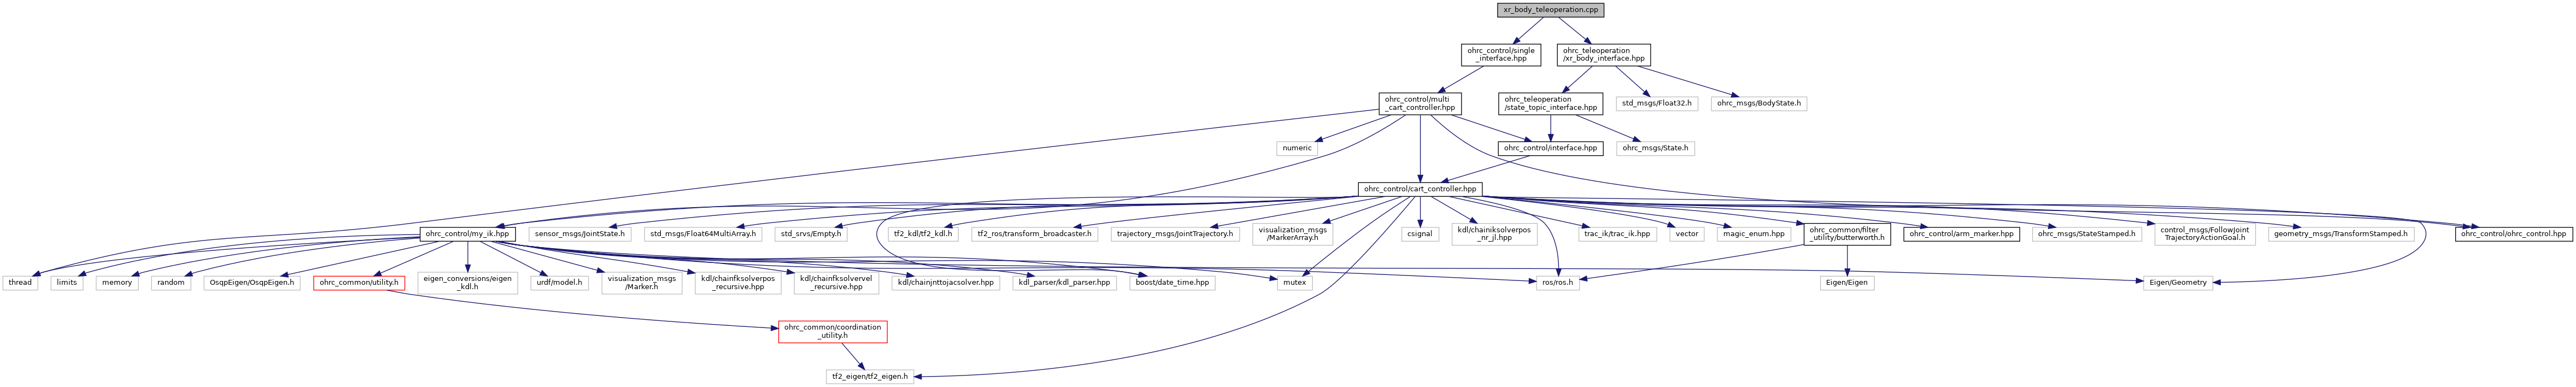 xr_body_teleoperation.cpp
ohrc_control/single
_interface.hpp
ohrc_teleoperation
/xr_body_interface.hpp
ohrc_control/multi
_cart_controller.hpp
ohrc_teleoperation
/state_topic_interface.hpp
std_msgs/Float32.h
ohrc_msgs/BodyState.h
numeric
ohrc_control/interface.hpp
ohrc_msgs/State.h
ohrc_control/cart_controller.hpp
ohrc_control/my_ik.hpp
sensor_msgs/JointState.h
std_msgs/Float64MultiArray.h
std_srvs/Empty.h
tf2_kdl/tf2_kdl.h
tf2_ros/transform_broadcaster.h
trajectory_msgs/JointTrajectory.h
visualization_msgs
/MarkerArray.h
csignal
kdl/chainiksolverpos
_nr_jl.hpp
trac_ik/trac_ik.hpp
vector
magic_enum.hpp
ohrc_common/filter
_utility/butterworth.h
ohrc_control/arm_marker.hpp
ohrc_msgs/StateStamped.h
control_msgs/FollowJoint
TrajectoryActionGoal.h
geometry_msgs/TransformStamped.h
ohrc_control/ohrc_control.hpp
thread
limits
memory
random
OsqpEigen/OsqpEigen.h
ohrc_common/utility.h
eigen_conversions/eigen
_kdl.h
urdf/model.h
visualization_msgs
/Marker.h
kdl/chainfksolverpos
_recursive.hpp
kdl/chainfksolvervel
_recursive.hpp
kdl/chainjnttojacsolver.hpp
kdl_parser/kdl_parser.hpp
boost/date_time.hpp
mutex
ros/ros.h
Eigen/Eigen
Eigen/Geometry
ohrc_common/coordination
_utility.h
tf2_eigen/tf2_eigen.h